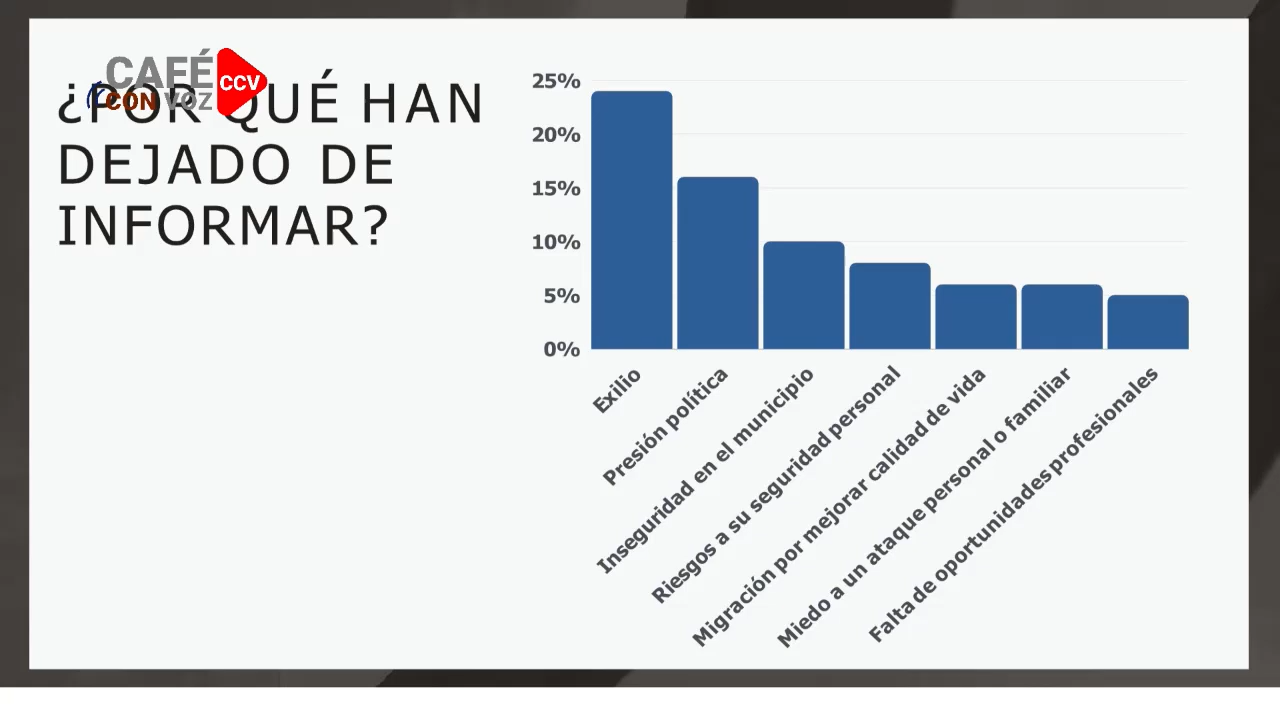 CAFÉ
CON VOZ
CCV
¿POR QUÉ HAN
DEJADO DE
INFORMAR?
25%
20%
15%
10%
5%
0%
Exilio
Presión política
Inseguridad en el municipio
Riesgos a su seguridad personal
Migración por mejorar calidad de vida
Miedo a un ataque personal o familiar
Falta de oportunidades profesionales